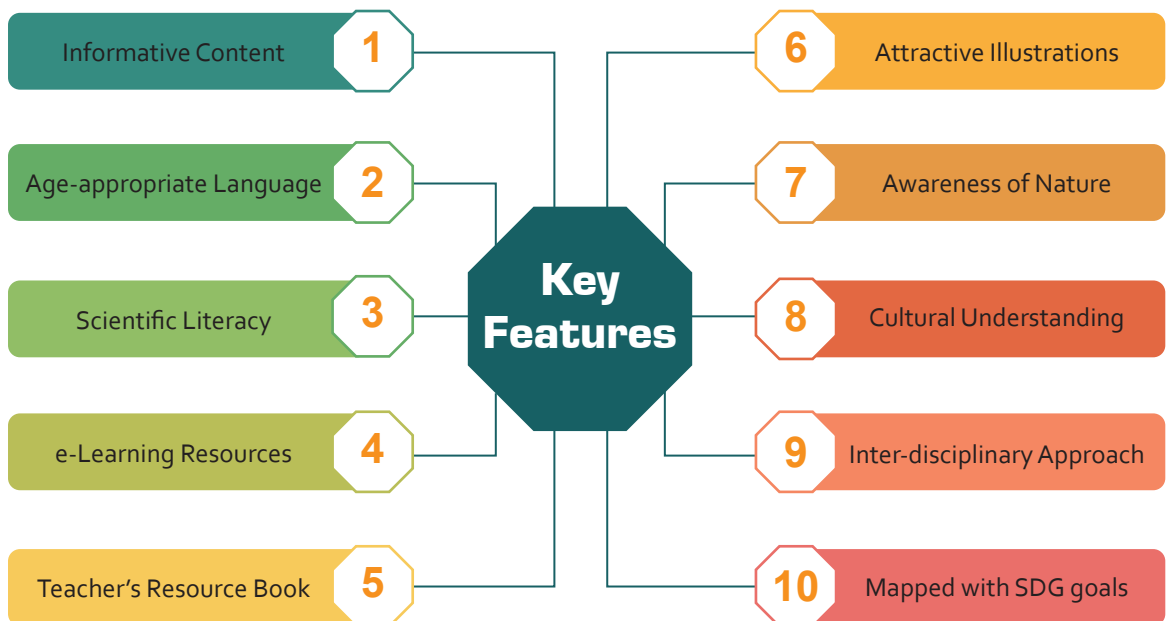 Informative Content
1
Age-appropriate Language
2
Scientific Literacy
3
e-Learning Resources
4
Teacher's Resource Book
5
Key
Features
6
Attractive Illustrations
7
Awareness of Nature
8
Cultural Understanding
9
Inter-disciplinary Approach
10
Mapped with SDG goals